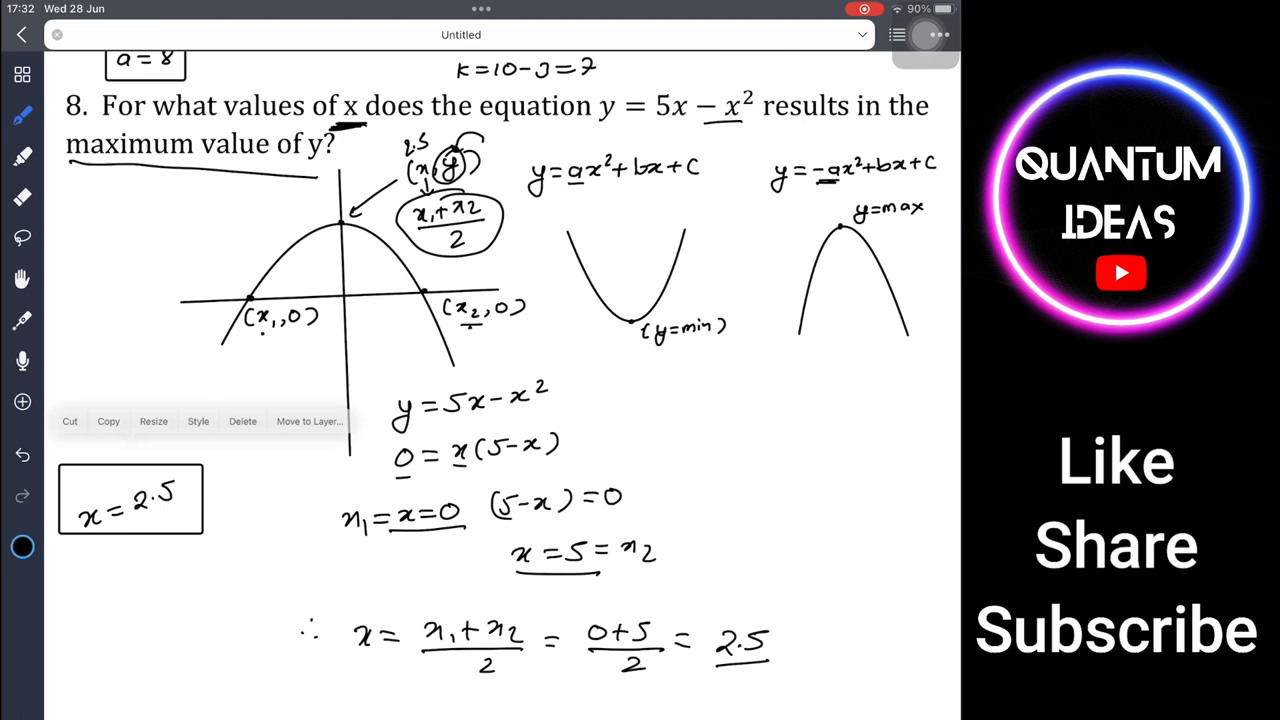 17:32 Wed 28 Jun
90%
Untitled
a = 8
K=10-3=7
8. For what values of x does the equation y = 5x − x² results in the
maximum value of y?
2.5
(x, y)
x₁+x₂
2
(x₁,0)
(x₂,0)
y=ax²+bx+c
(y=min)
y=-ax²+bx+c
y=max
y=5x-x²
0 = x(5-x)
x₁=x=0 (5-x)=0
x=5=x₂
Cut Copy Resize Style Delete Move to Layer...
x=2.5
∴ x= x₁+x₂/2 = 0+5/2 = 2.5
QUANTUM
IDEAS
Like
Share
Subscribe